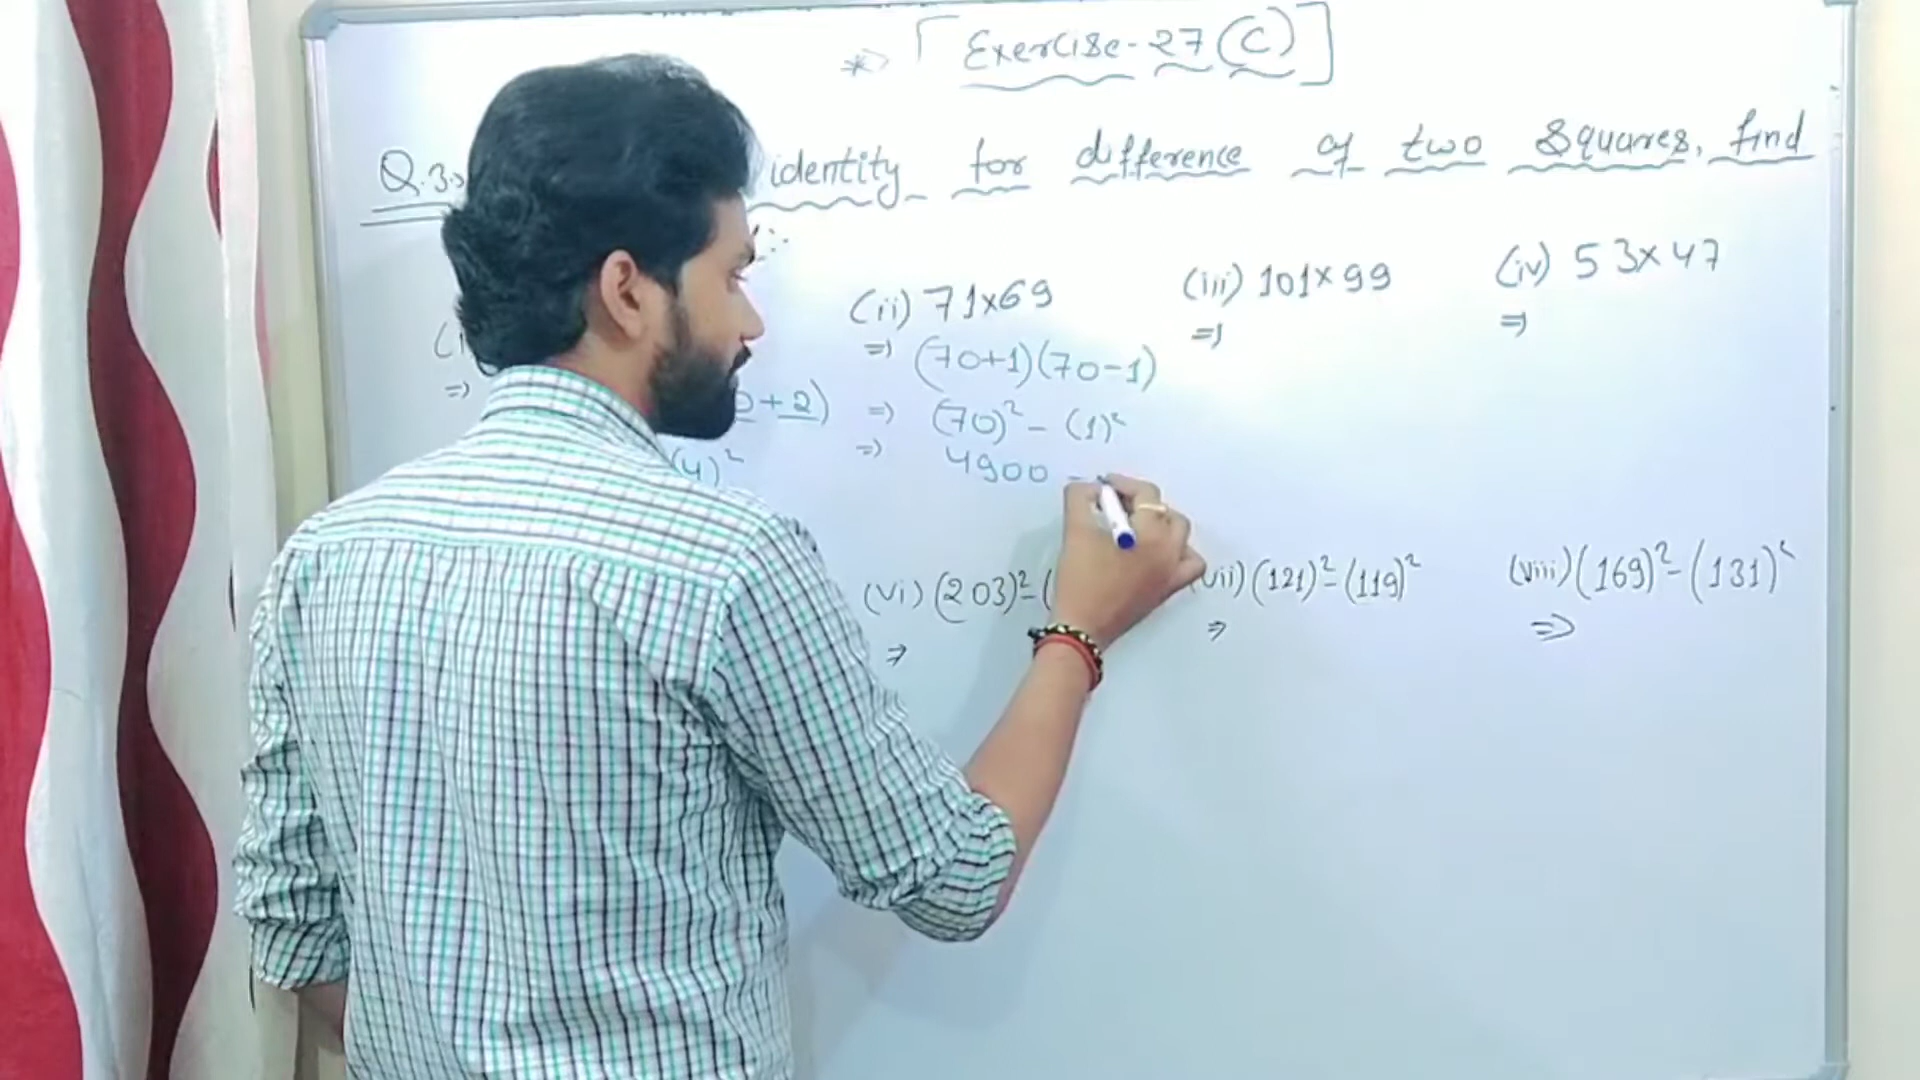 *⇒ [Exercise-27(C)]
Q.3.> identity for difference of two squares, find
(ii) 71×69 (iii) 101×99 (iv) 53×47
⇒ ⇒ (70+1)(70-1) ⇒ ⇒
+2) ⇒ (70)² - (1)²
(4)² ⇒ 4900 -
(vi) (203)²- (vii) (121)²-(119)² (viii) (169)²-(131)²
⇒ ⇒ ⇒